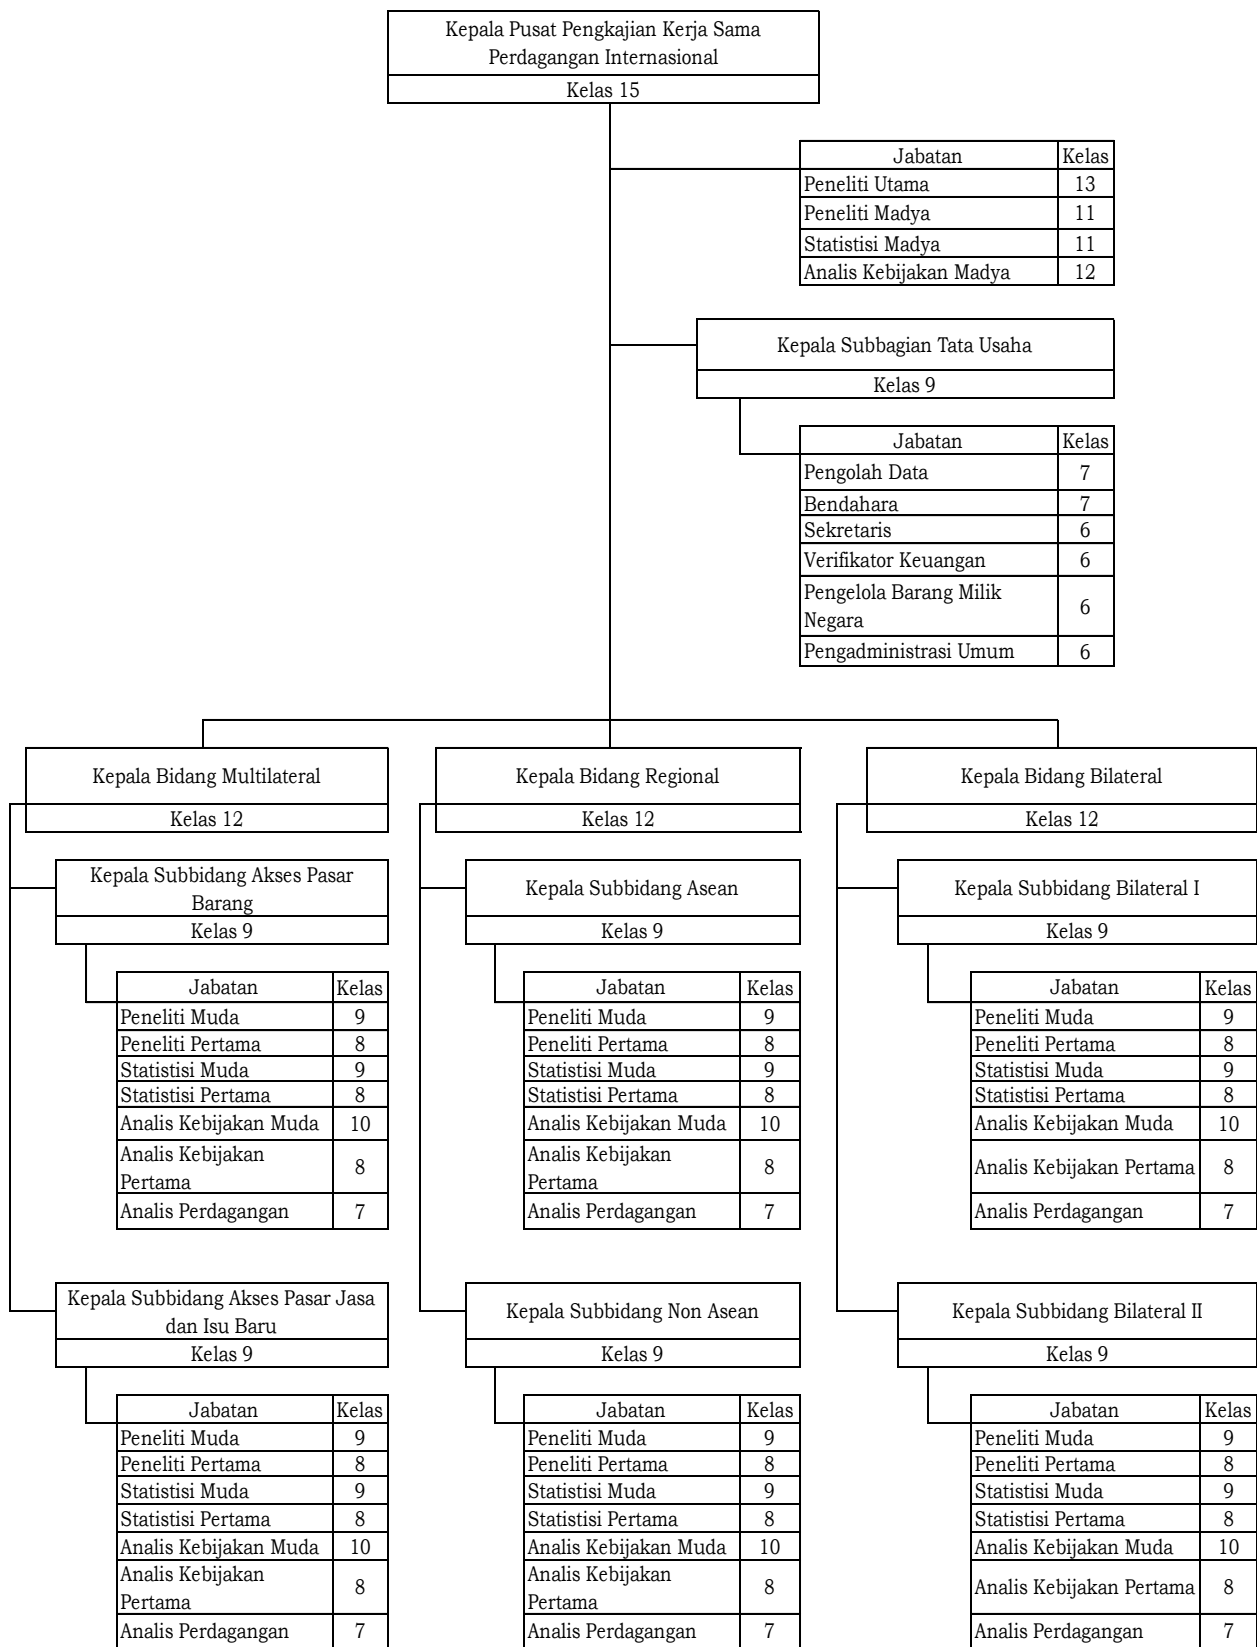 Kepala Pusat Pengkajian Kerja Sama
Perdagangan Internasional
Kelas 15
Jabatan Kelas
Peneliti Utama 13
Peneliti Madya 11
Statistisi Madya 11
Analis Kebijakan Madya 12
Kepala Subbagian Tata Usaha
Kelas 9
Jabatan Kelas
Pengolah Data 7
Bendahara 7
Sekretaris 6
Verifikator Keuangan 6
Pengelola Barang Milik
Negara 6
Pengadministrasi Umum 6
Kepala Bidang Multilateral
Kelas 12
Kepala Subbidang Akses Pasar
Barang
Kelas 9
Jabatan Kelas
Peneliti Muda 9
Peneliti Pertama 8
Statistisi Muda 9
Statistisi Pertama 8
Analis Kebijakan Muda 10
Analis Kebijakan
Pertama 8
Analis Perdagangan 7
Kepala Subbidang Akses Pasar Jasa
dan Isu Baru
Kelas 9
Jabatan Kelas
Peneliti Muda 9
Peneliti Pertama 8
Statistisi Muda 9
Statistisi Pertama 8
Analis Kebijakan Muda 10
Analis Kebijakan
Pertama 8
Analis Perdagangan 7
Kepala Bidang Regional
Kelas 12
Kepala Subbidang Asean
Kelas 9
Jabatan Kelas
Peneliti Muda 9
Peneliti Pertama 8
Statistisi Muda 9
Statistisi Pertama 8
Analis Kebijakan Muda 10
Analis Kebijakan
Pertama 8
Analis Perdagangan 7
Kepala Subbidang Non Asean
Kelas 9
Jabatan Kelas
Peneliti Muda 9
Peneliti Pertama 8
Statistisi Muda 9
Statistisi Pertama 8
Analis Kebijakan Muda 10
Analis Kebijakan
Pertama 8
Analis Perdagangan 7
Kepala Bidang Bilateral
Kelas 12
Kepala Subbidang Bilateral I
Kelas 9
Jabatan Kelas
Peneliti Muda 9
Peneliti Pertama 8
Statistisi Muda 9
Statistisi Pertama 8
Analis Kebijakan Muda 10
Analis Kebijakan Pertama 8
Analis Perdagangan 7
Kepala Subbidang Bilateral II
Kelas 9
Jabatan Kelas
Peneliti Muda 9
Peneliti Pertama 8
Statistisi Muda 9
Statistisi Pertama 8
Analis Kebijakan Muda 10
Analis Kebijakan Pertama 8
Analis Perdagangan 7